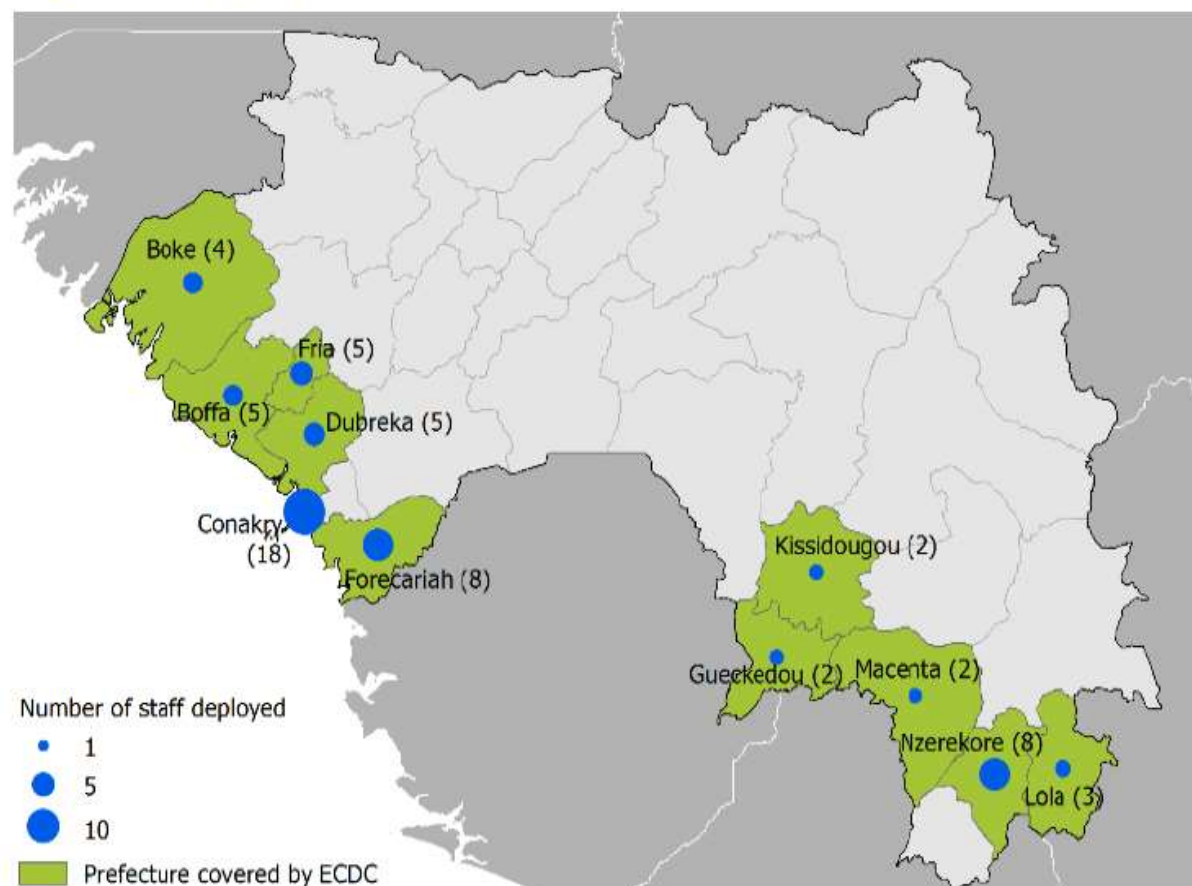 Boke (4)
Fria (5)
Boffa (5)
Dubreka (5)
Conakry
(18)
Forecariah (8)
Kissidougou (2)
Gueckedou (2)
Macenta (2)
Nzerekore (8)
Lola (3)
Number of staff deployed
1
5
10
Prefecture covered by ECDC